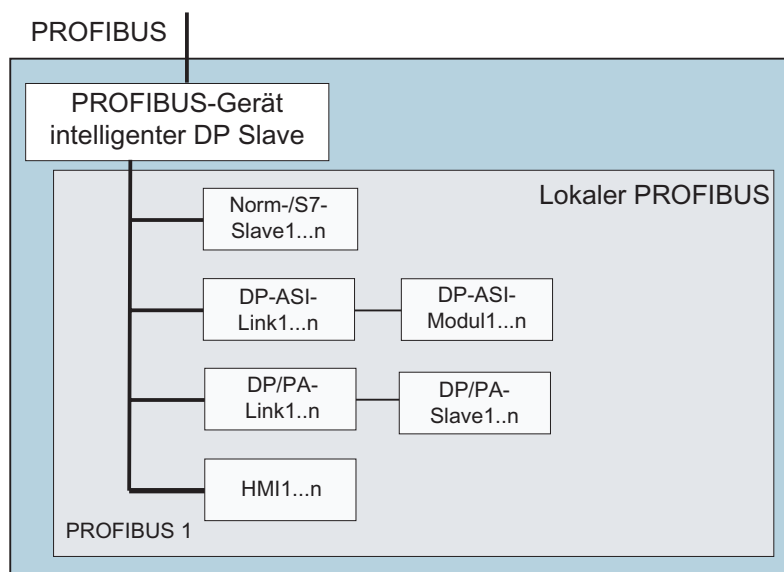 PROFIBUS
PROFIBUS-Gerät
intelligenter DP Slave
Lokaler PROFIBUS
Norm-/S7-
Slave1...n
DP-ASI-
Link1...n
DP-ASI-
Modul1...n
DP/PA-
Link1..n
DP/PA-
Slave1..n
HMI1...n
PROFIBUS 1